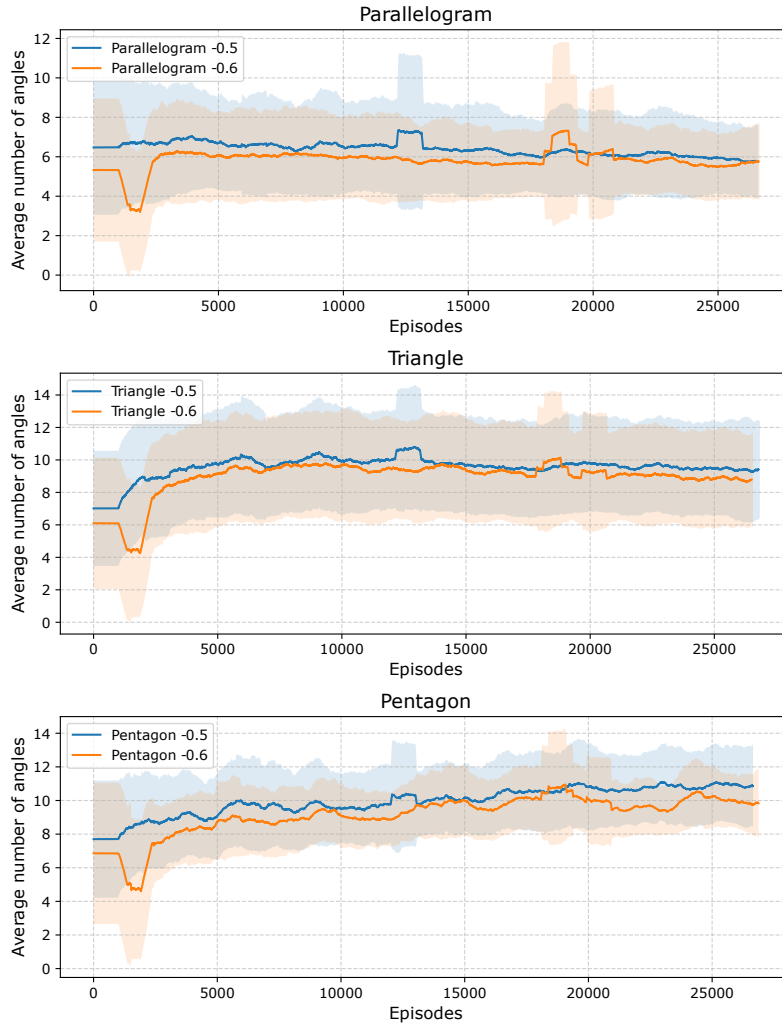 Parallelogram
Average number of angles
12
10
8
6
4
2
0
Parallelogram -0.5
Parallelogram -0.6
0 5000 10000 15000 20000 25000
Episodes
Triangle
Average number of angles
14
12
10
8
6
4
2
0
Triangle -0.5
Triangle -0.6
0 5000 10000 15000 20000 25000
Episodes
Pentagon
Average number of angles
14
12
10
8
6
4
2
0
Pentagon -0.5
Pentagon -0.6
0 5000 10000 15000 20000 25000
Episodes